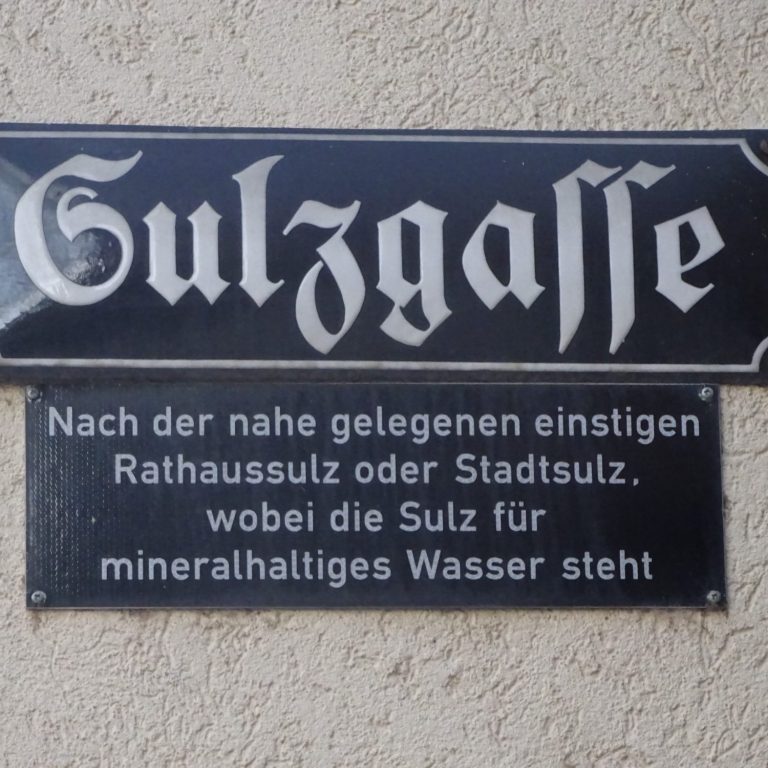 Sulzgasse
Nach der nahe gelegenen einstigen
Rathaussulz oder Stadtsulz,
wobei die Sulz für
mineralhaltiges Wasser steht